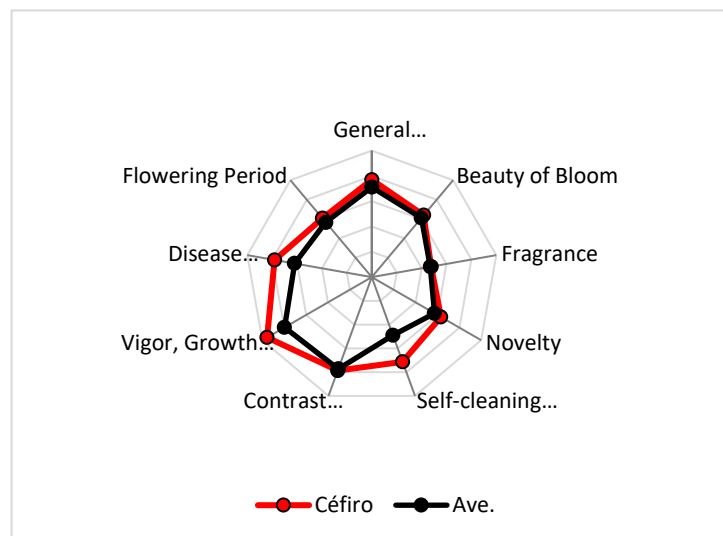 General...
Flowering Period
Beauty of Bloom
Disease...
Fragrance
Vigor, Growth...
Novelty
Contrast...
Self-cleaning...
Céfiro
Ave.